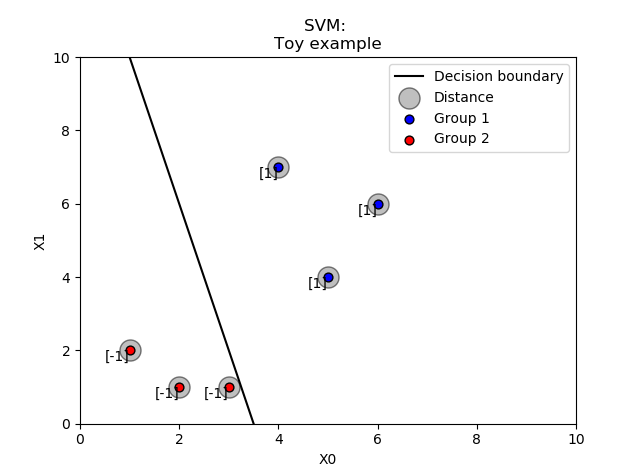 SVM:
Toy example
10
8
6
4
2
0
X1
Decision boundary
Distance
Group 1
Group 2
[1]
[1]
[1]
[-1]
[-1] [-1]
0 2 4 6 8 10
X0